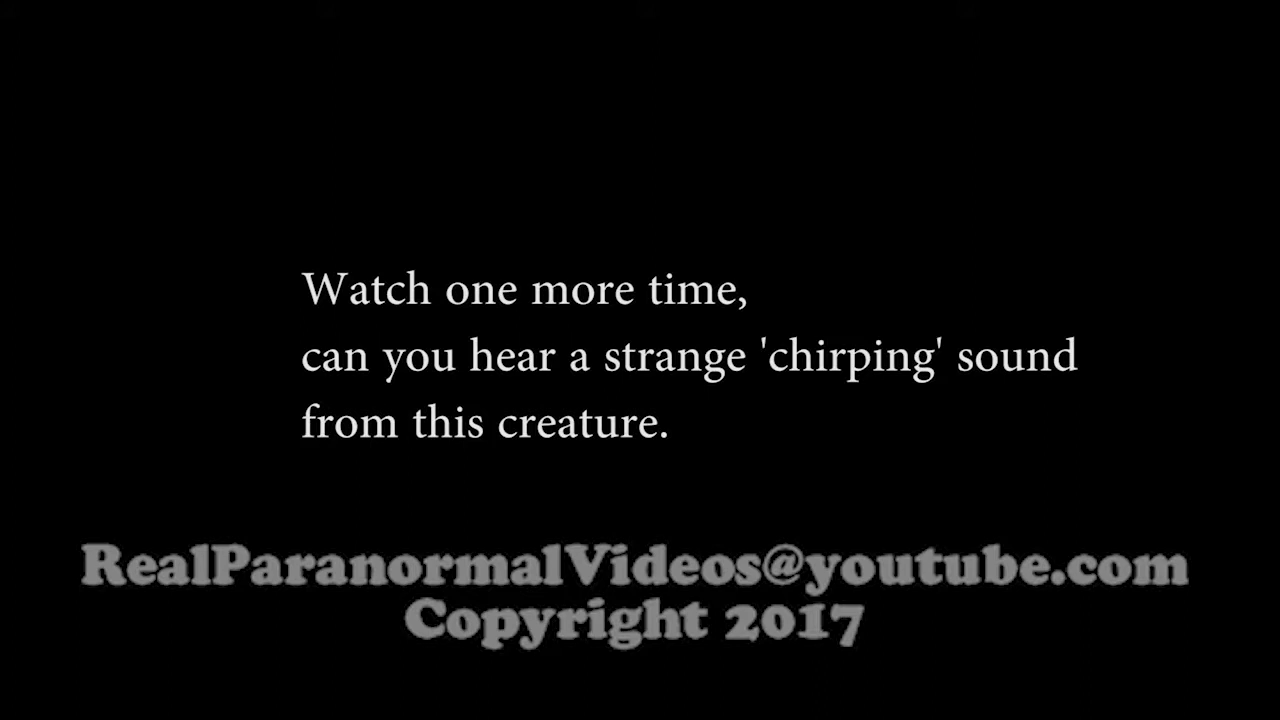 Watch one more time,
can you hear a strange 'chirping' sound
from this creature.
RealParanormalVideos@youtube.com
Copyright 2017